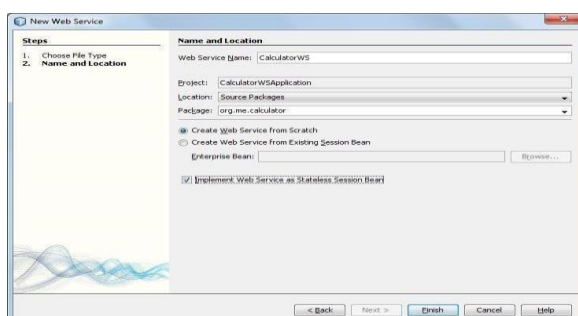 New Web Service
Steps
1. Choose File Type
2. Name and Location
Name and Location
Web Service Name: CalculatorWS
Project: CalculatorWSApplication
Location: Source Packages
Package: org.me.calculator
Create Web Service from Scratch
Create Web Service from Existing Session Bean
Enterprise Bean: Browse...
Implement Web Service as Stateless Session Bean
< Back Next > Finish Cancel Help